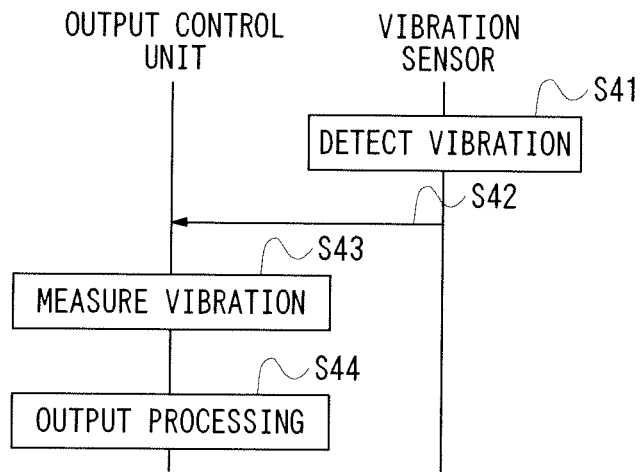 OUTPUT CONTROL
UNIT
VIBRATION
SENSOR
S41
DETECT VIBRATION
S42
S43
MEASURE VIBRATION
S44
OUTPUT PROCESSING